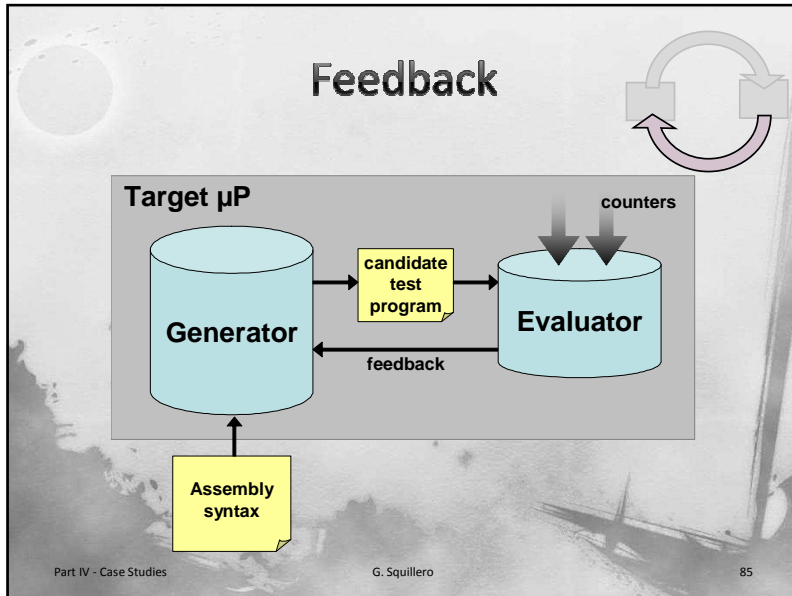 Feedback
Target µP
counters
candidate
test
program
Generator
Evaluator
feedback
Assembly
syntax
Part IV - Case Studies
G. Squillero
85